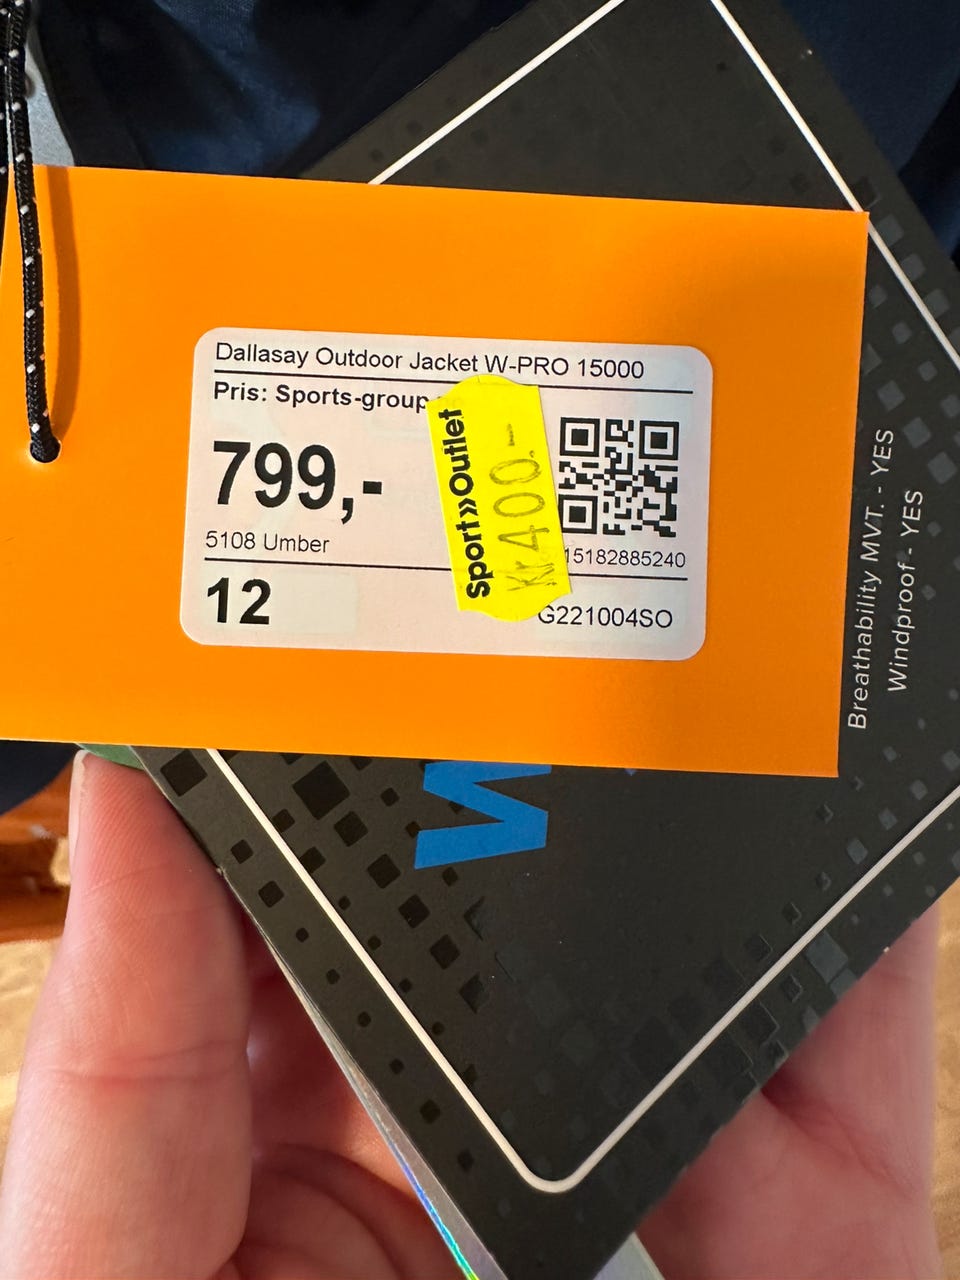 Dallasay Outdoor Jacket W-PRO 15000
Pris: Sports-group
799,-
5108 Umber
12
15182885240
G221004SO
Sport»Outlet
Kr 400.-
Breathability MVT. - YES
Windproof - YES
W